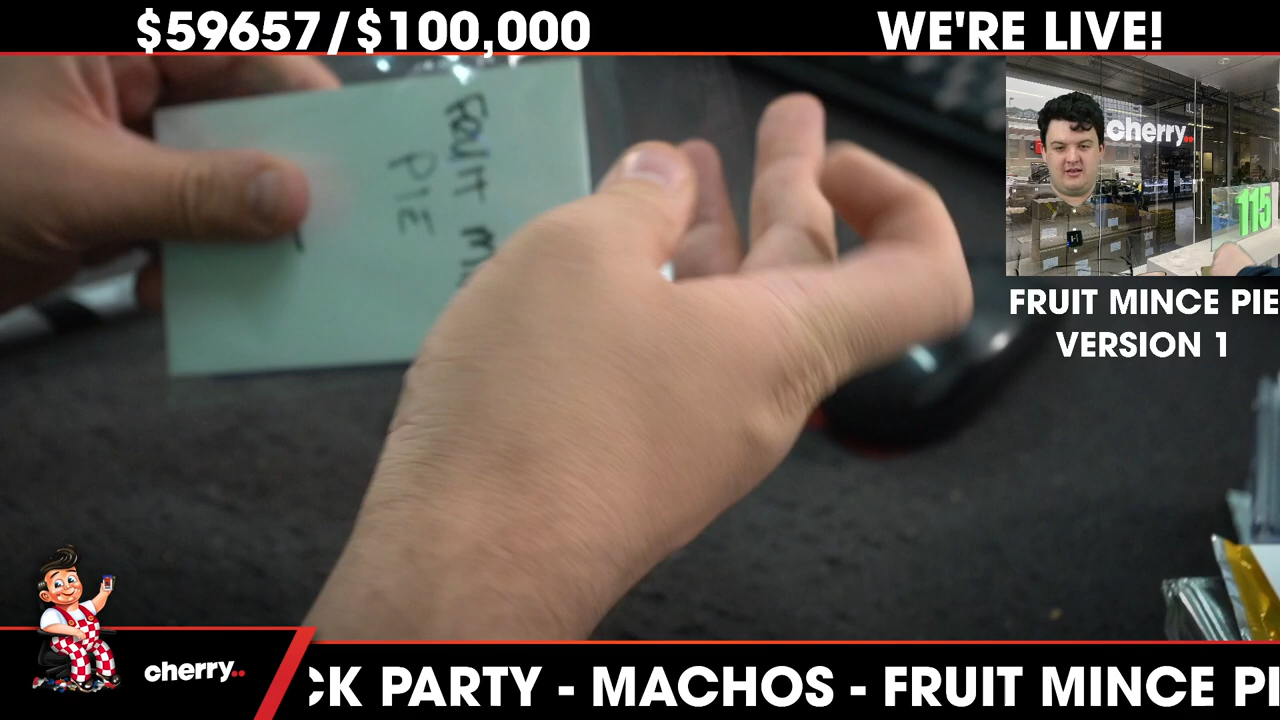 $59657/$100,000
WE'RE LIVE!
FRUIT
PIE
cherry..
115
FRUIT MINCE PIE
VERSION 1
cherry..
CK PARTY - MACHOS - FRUIT MINCE PI